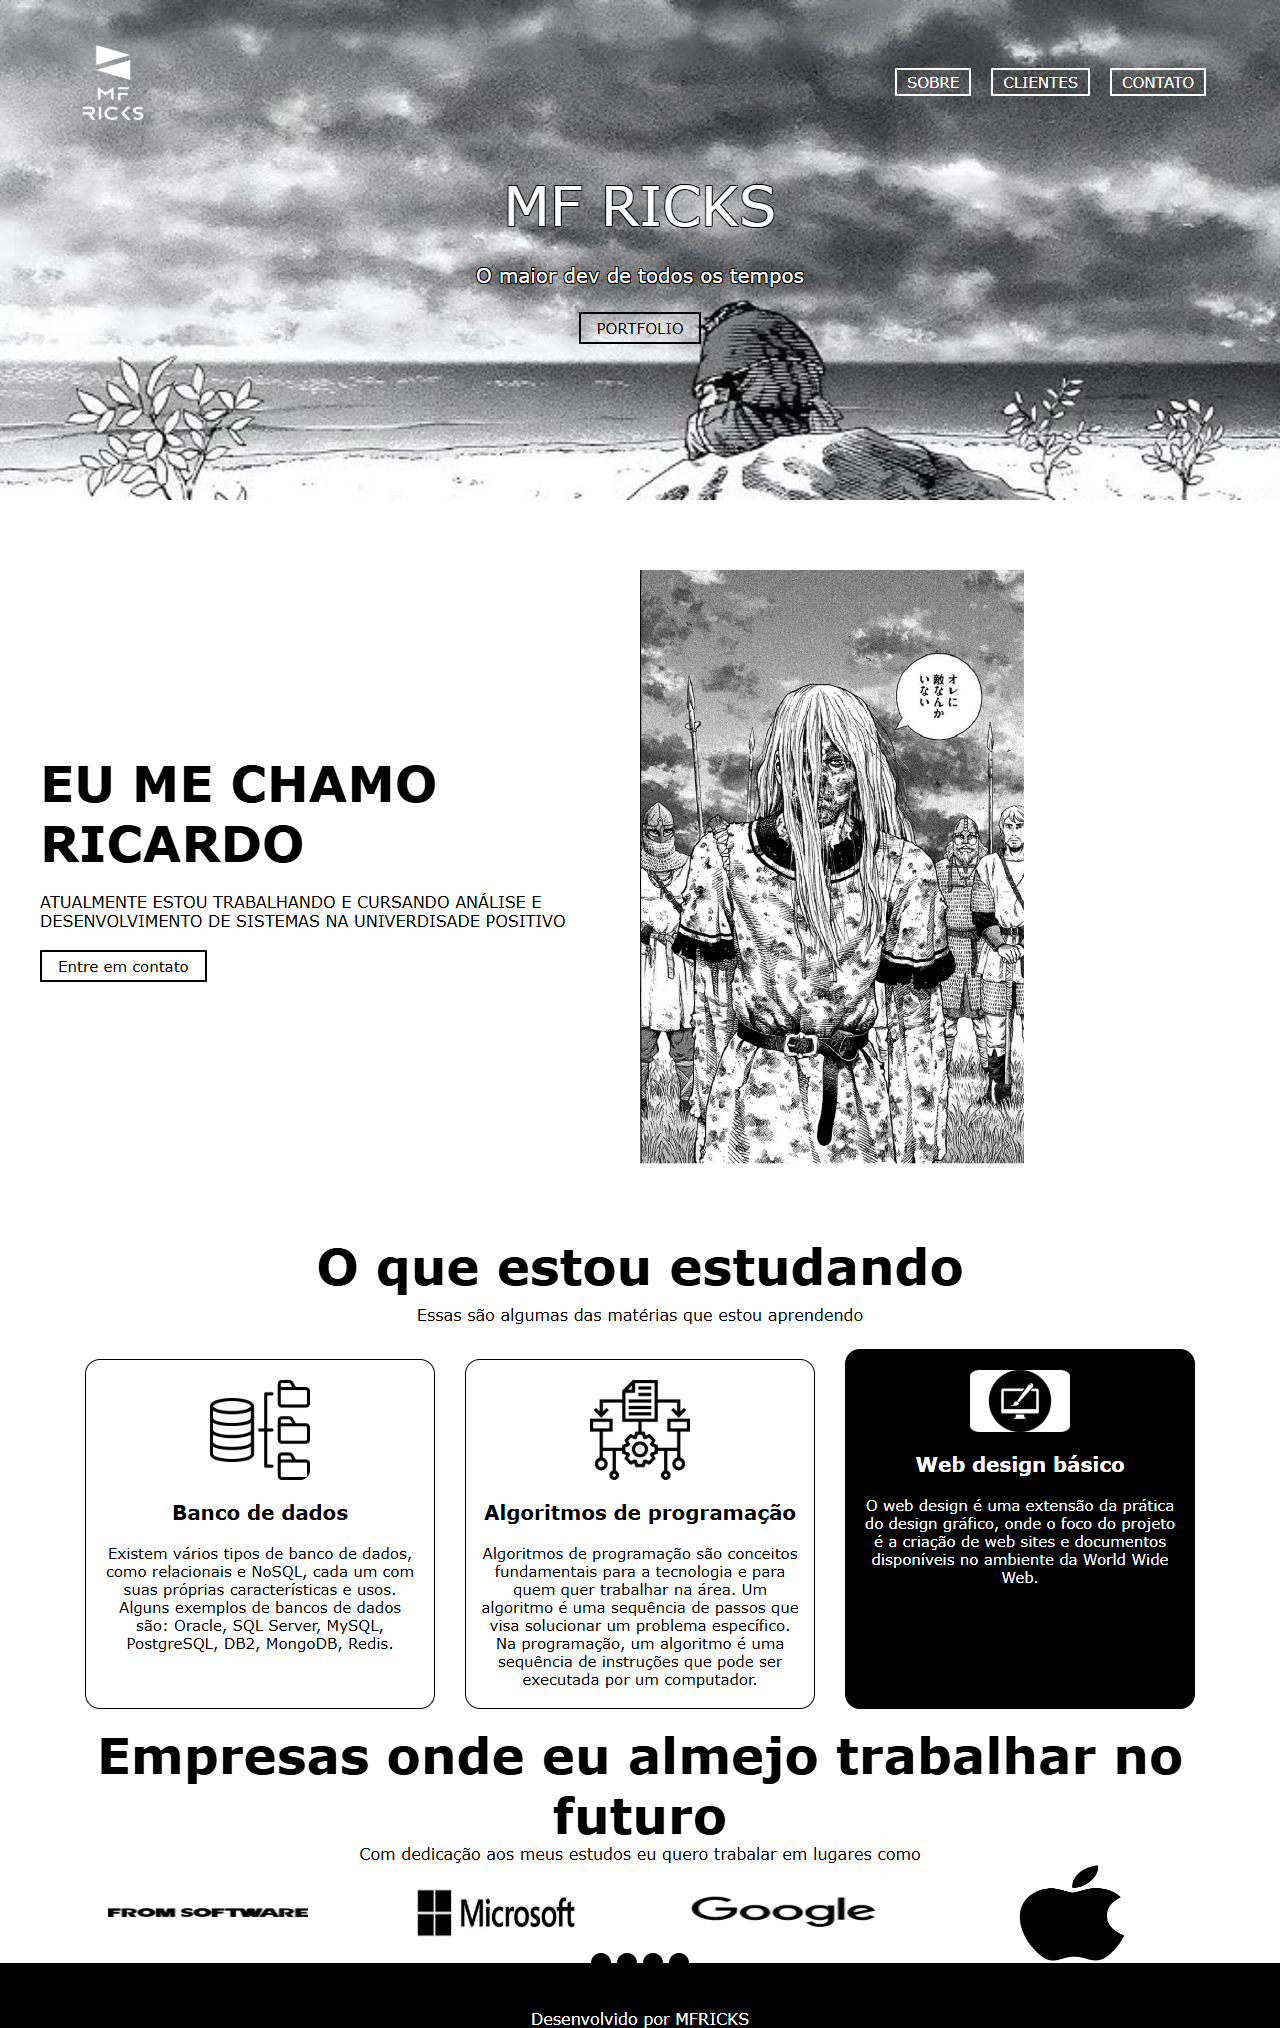 MF
RICKS
SOBRE
CLIENTES
CONTATO
MF RICKS
O maior dev de todos os tempos
PORTFOLIO
オレに
敵なんか
いない
EU ME CHAMO
RICARDO
ATUALMENTE ESTOU TRABALHANDO E CURSANDO ANÁLISE E
DESENVOLVIMENTO DE SISTEMAS NA UNIVERDISADE POSITIVO
Entre em contato
O que estou estudando
Essas são algumas das matérias que estou aprendendo
Banco de dados
Existem vários tipos de banco de dados,
como relacionais e NoSQL, cada um com
suas próprias características e usos.
Alguns exemplos de bancos de dados
são: Oracle, SQL Server, MySQL,
PostgreSQL, DB2, MongoDB, Redis.
Algoritmos de programação
Algoritmos de programação são conceitos
fundamentais para a tecnologia e para
quem quer trabalhar na área. Um
algoritmo é uma sequência de passos que
visa solucionar um problema específico.
Na programação, um algoritmo é uma
sequência de instruções que pode ser
executada por um computador.
Web design básico
O web design é uma extensão da prática
do design gráfico, onde o foco do projeto
é a criação de web sites e documentos
disponíveis no ambiente da World Wide
Web.
Empresas onde eu almejo trabalhar no
futuro
Com dedicação aos meus estudos eu quero trabalar em lugares como
FROM SOFTWARE
Microsoft
Google
Desenvolvido por MFRICKS